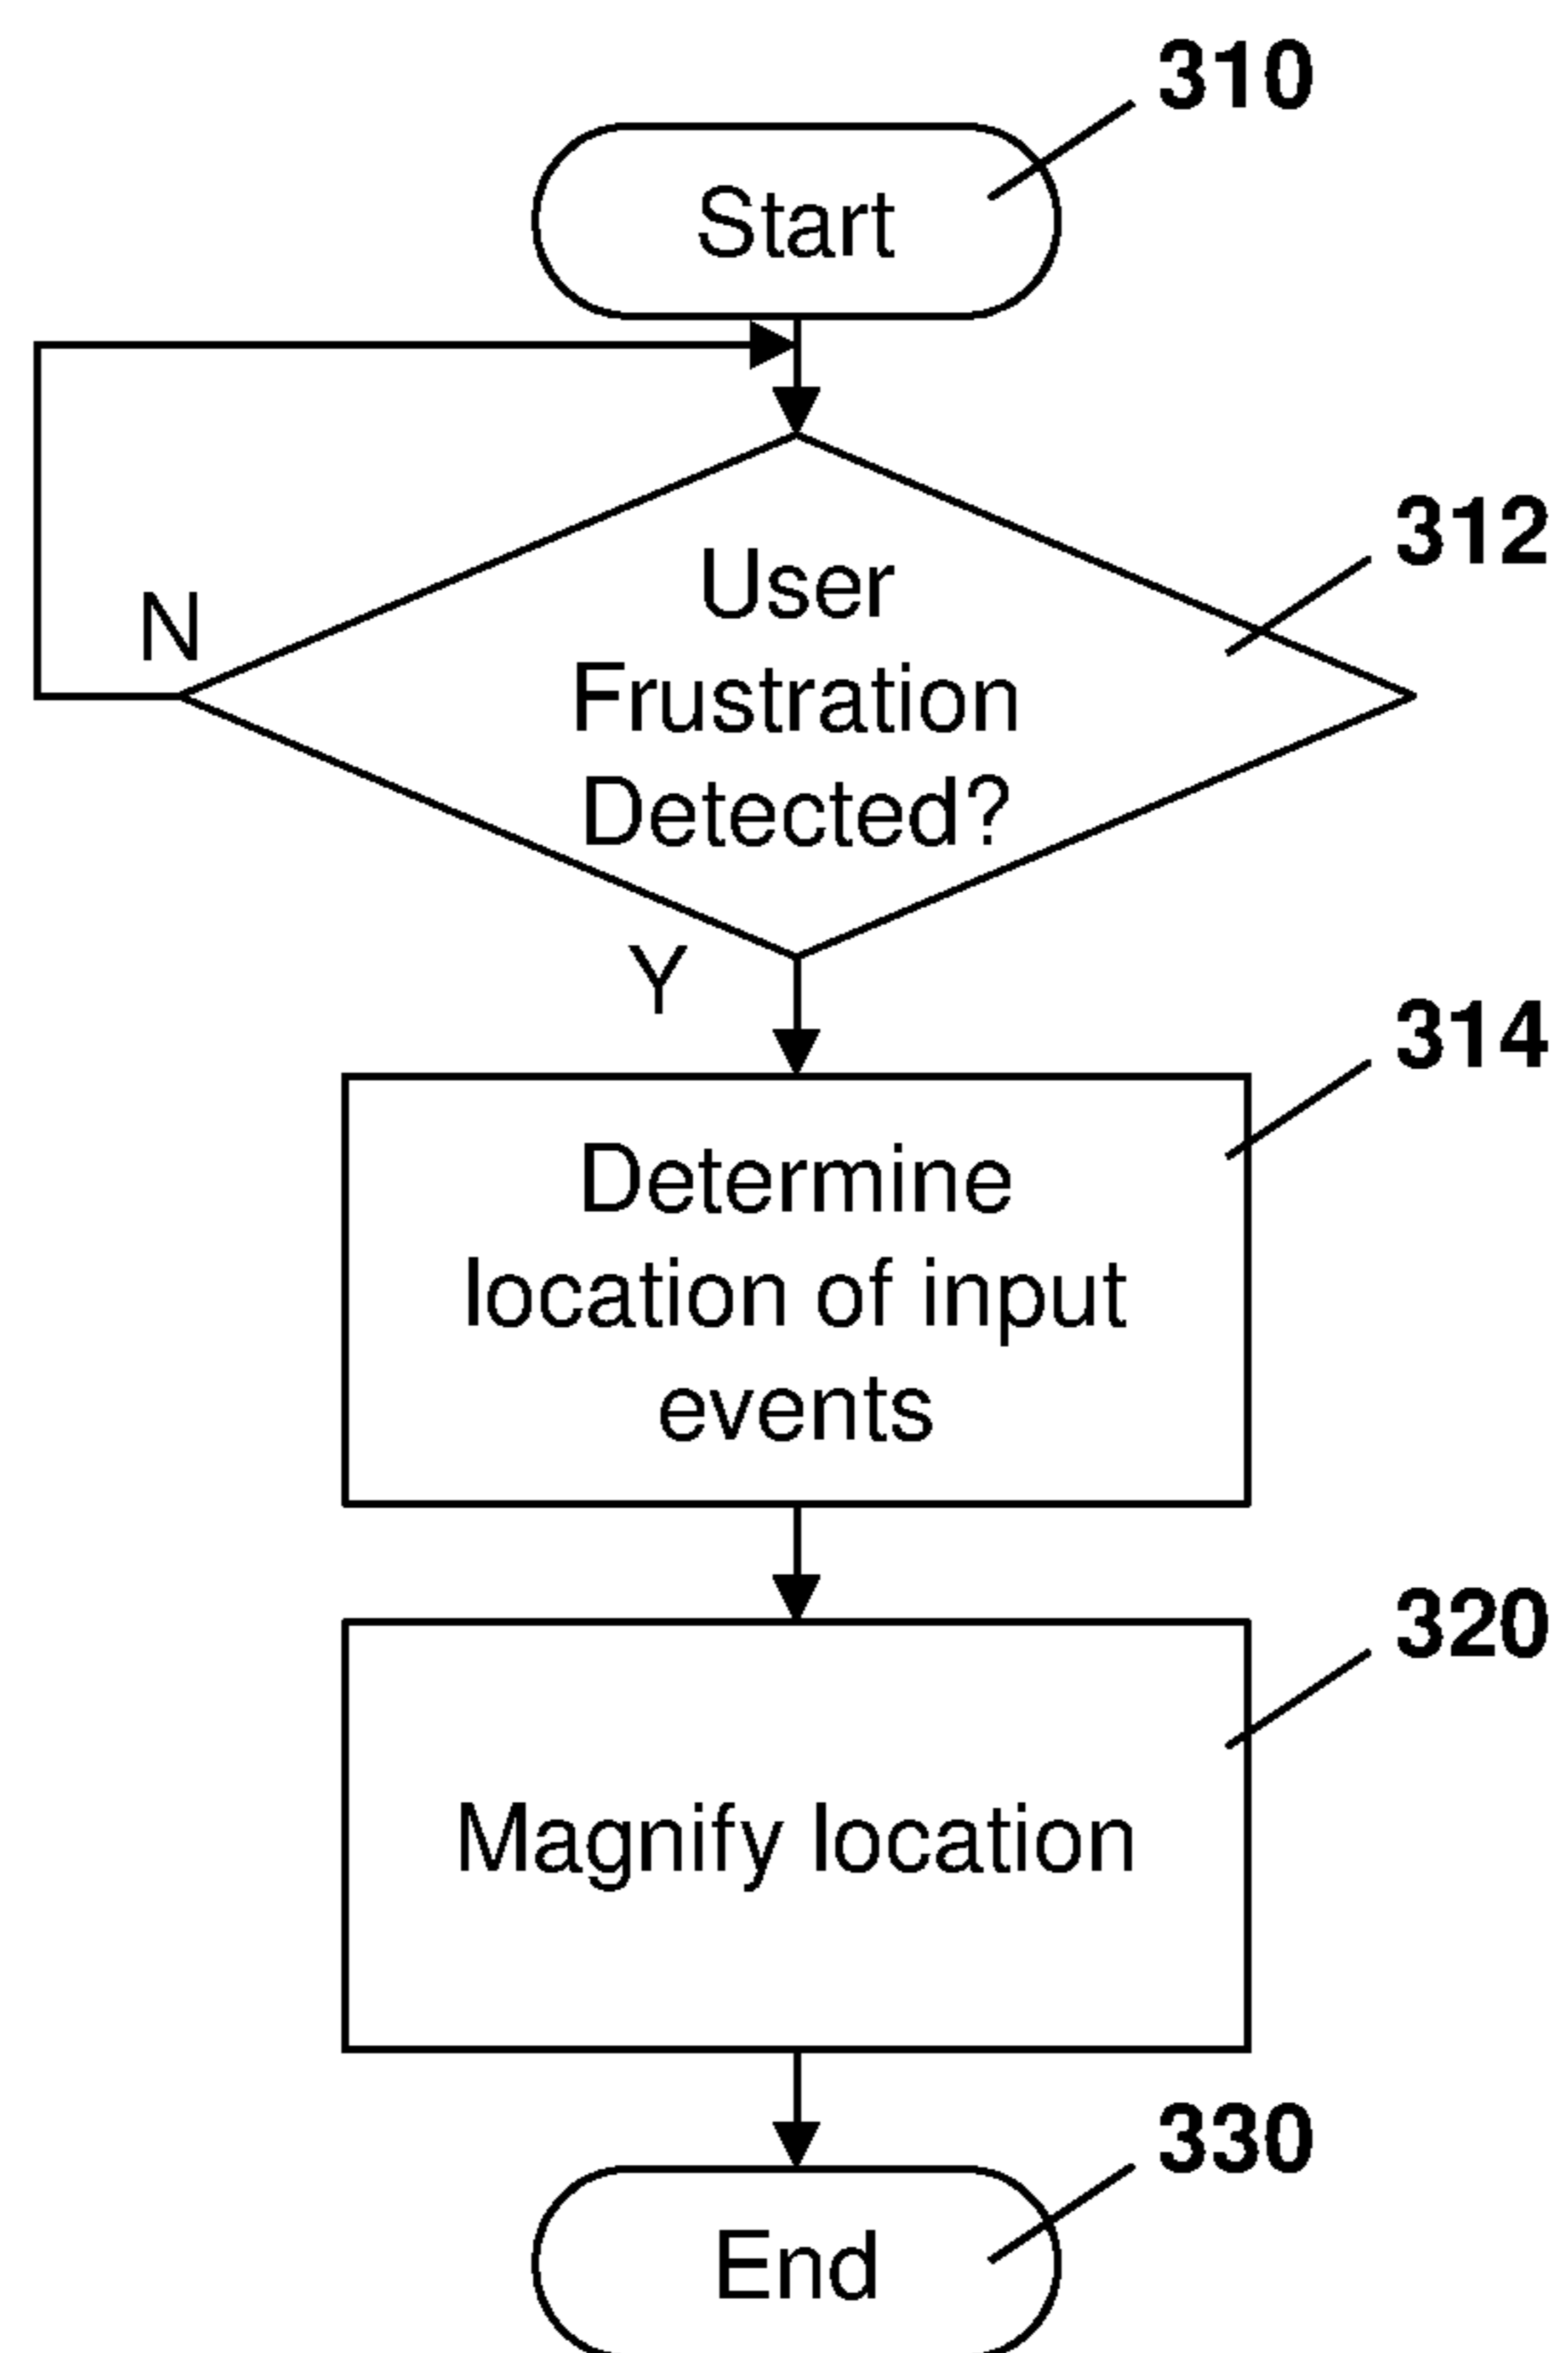 310
Start
312
User
Frustration
Detected?
N
Y
314
Determine
location of input
events
320
Magnify location
330
End